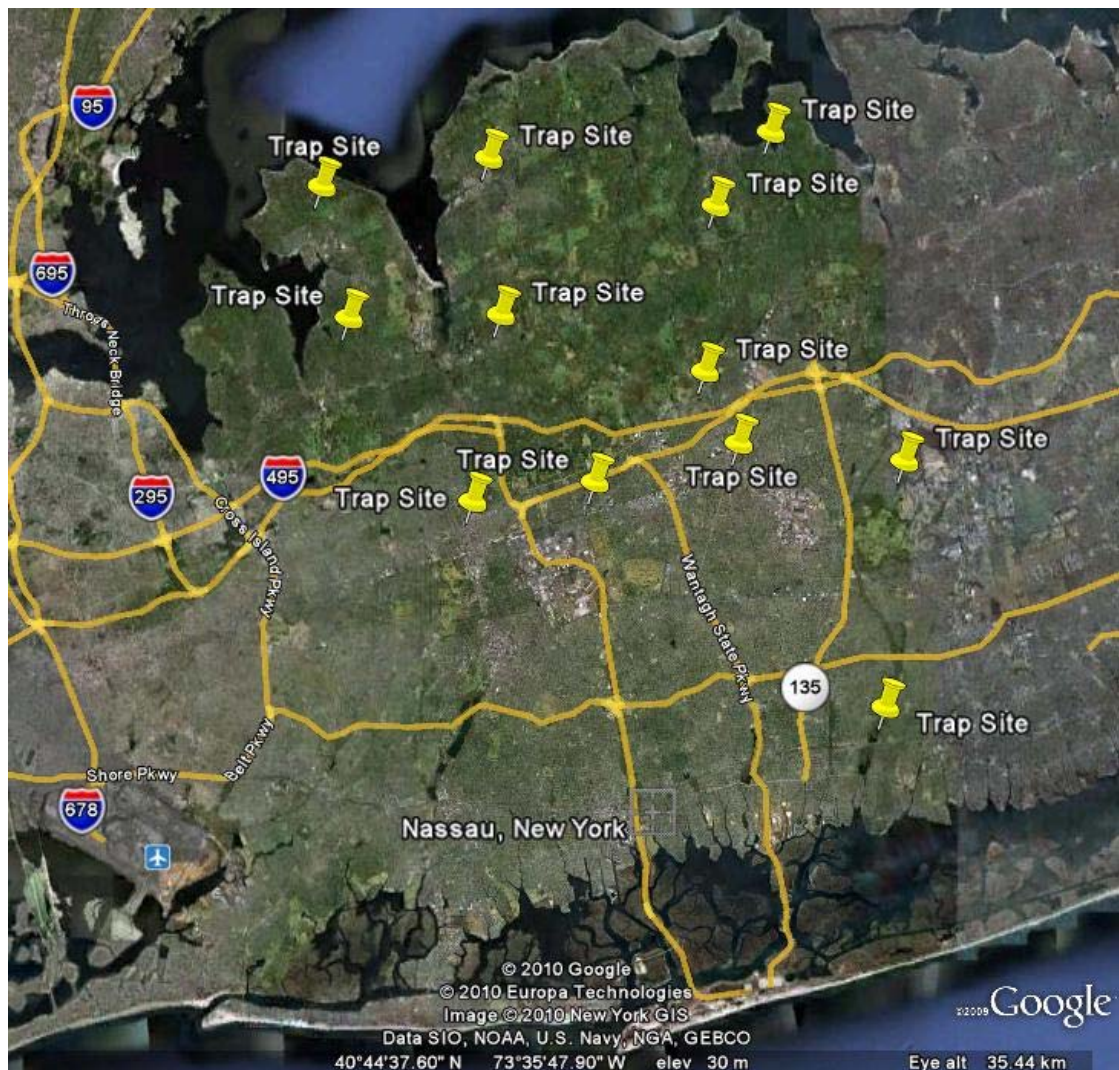 95
Trap Site
Trap Site
Trap Site
Trap Site
695
Throgs Neck Bridge
Trap Site
Trap Site
Trap Site
495
295
Trap Site
Trap Site
Trap Site
Trap Site
Cross Island Pkwy
Wantagh State Pkwy
135
Trap Site
Belt Pkwy
Shore Pkwy
678
Nassau, New York
© 2010 Google
© 2010 Europa Technologies
Image © 2010 New York GIS
Data SIO, NOAA, U.S. Navy, NGA, GEBCO
©2009 Google
40°44'37.60" N 73°35'47.90" W elev 30 m Eye alt 35.44 km